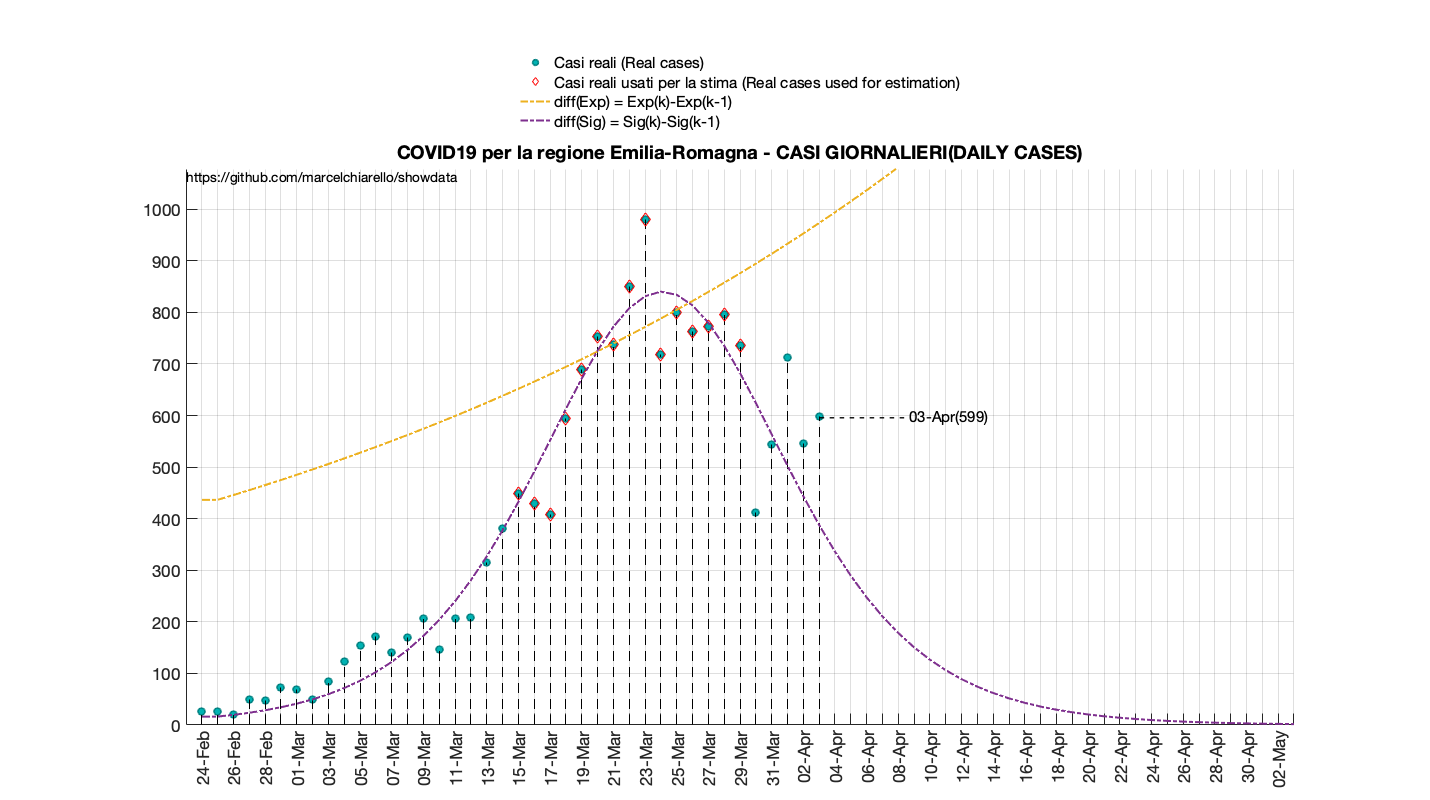 Casi reali (Real cases)
Casi reali usati per la stima (Real cases used for estimation)
diff(Exp) = Exp(k)-Exp(k-1)
diff(Sig) = Sig(k)-Sig(k-1)
COVID19 per la regione Emilia-Romagna - CASI GIORNALIERI(DAILY CASES)
https://github.com/marcelchiarello/showdata
1000
900
800
700
600
500
400
300
200
100
0
03-Apr(599)
24-Feb
26-Feb
28-Feb
01-Mar
03-Mar
05-Mar
07-Mar
09-Mar
11-Mar
13-Mar
15-Mar
17-Mar
19-Mar
21-Mar
23-Mar
25-Mar
27-Mar
29-Mar
31-Mar
02-Apr
04-Apr
06-Apr
08-Apr
10-Apr
12-Apr
14-Apr
16-Apr
18-Apr
20-Apr
22-Apr
24-Apr
26-Apr
28-Apr
30-Apr
02-May